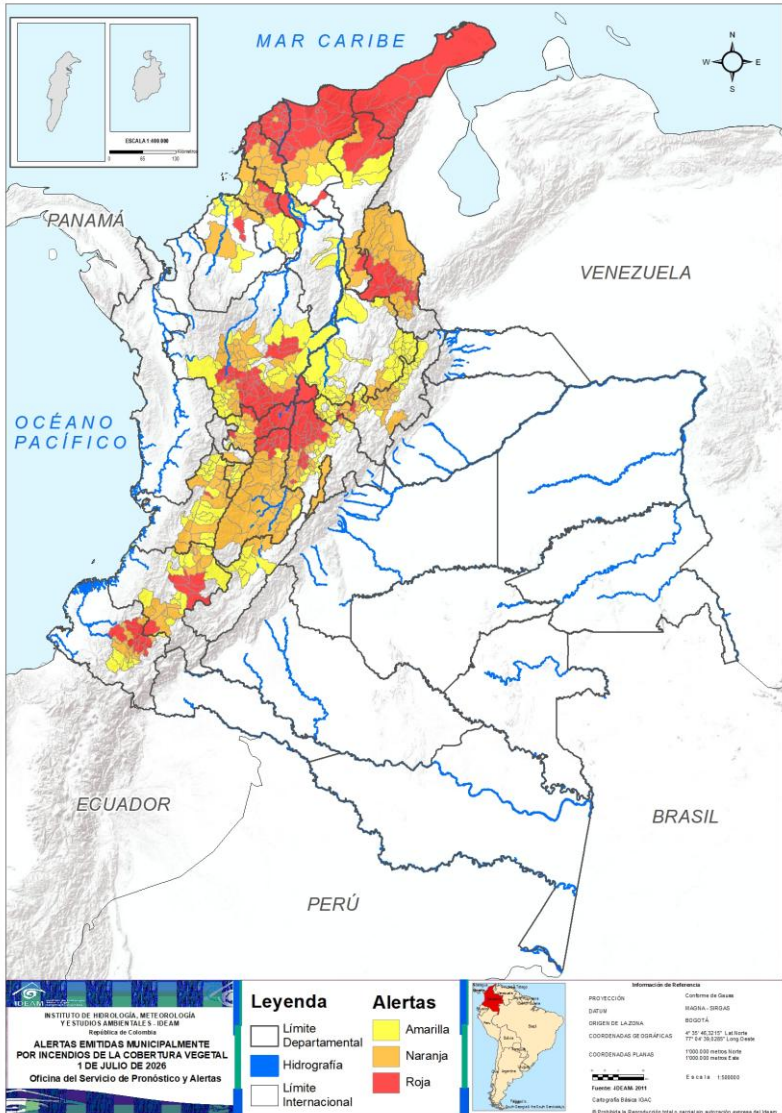 MAR CARIBE
N
W
E
S
ESCALA 1:400.000
PANAMÁ
VENEZUELA
OCÉANO
PACÍFICO
ECUADOR
BRASIL
PERÚ
IDEAM
INSTITUTO DE HIDROLOGÍA, METEOROLOGÍA
Y ESTUDIOS AMBIENTALES - IDEAM
República de Colombia
ALERTAS EMITIDAS MUNICIPALMENTE
POR INCENDIOS DE LA COBERTURA VEGETAL
1 DE JULIO DE 2026
Oficina del Servicio de Pronóstico y Alertas
Leyenda
Límite
Departamental
Hidrografía
Límite
Internacional
Alertas
Amarilla
Naranja
Roja
Información de Referencia
PROYECCIÓN
Conforme de Gauss
DATUM
MAGNA - SIRGAS
ORIGEN DE LA ZONA
BOGOTÁ
COORDENADAS GEOGRÁFICAS
COORDENADAS PLANAS
1'000.000 metros Norte
1'000.000 metros Este
Fuente: IDEAM 2011
Cartografía Básica IGAC